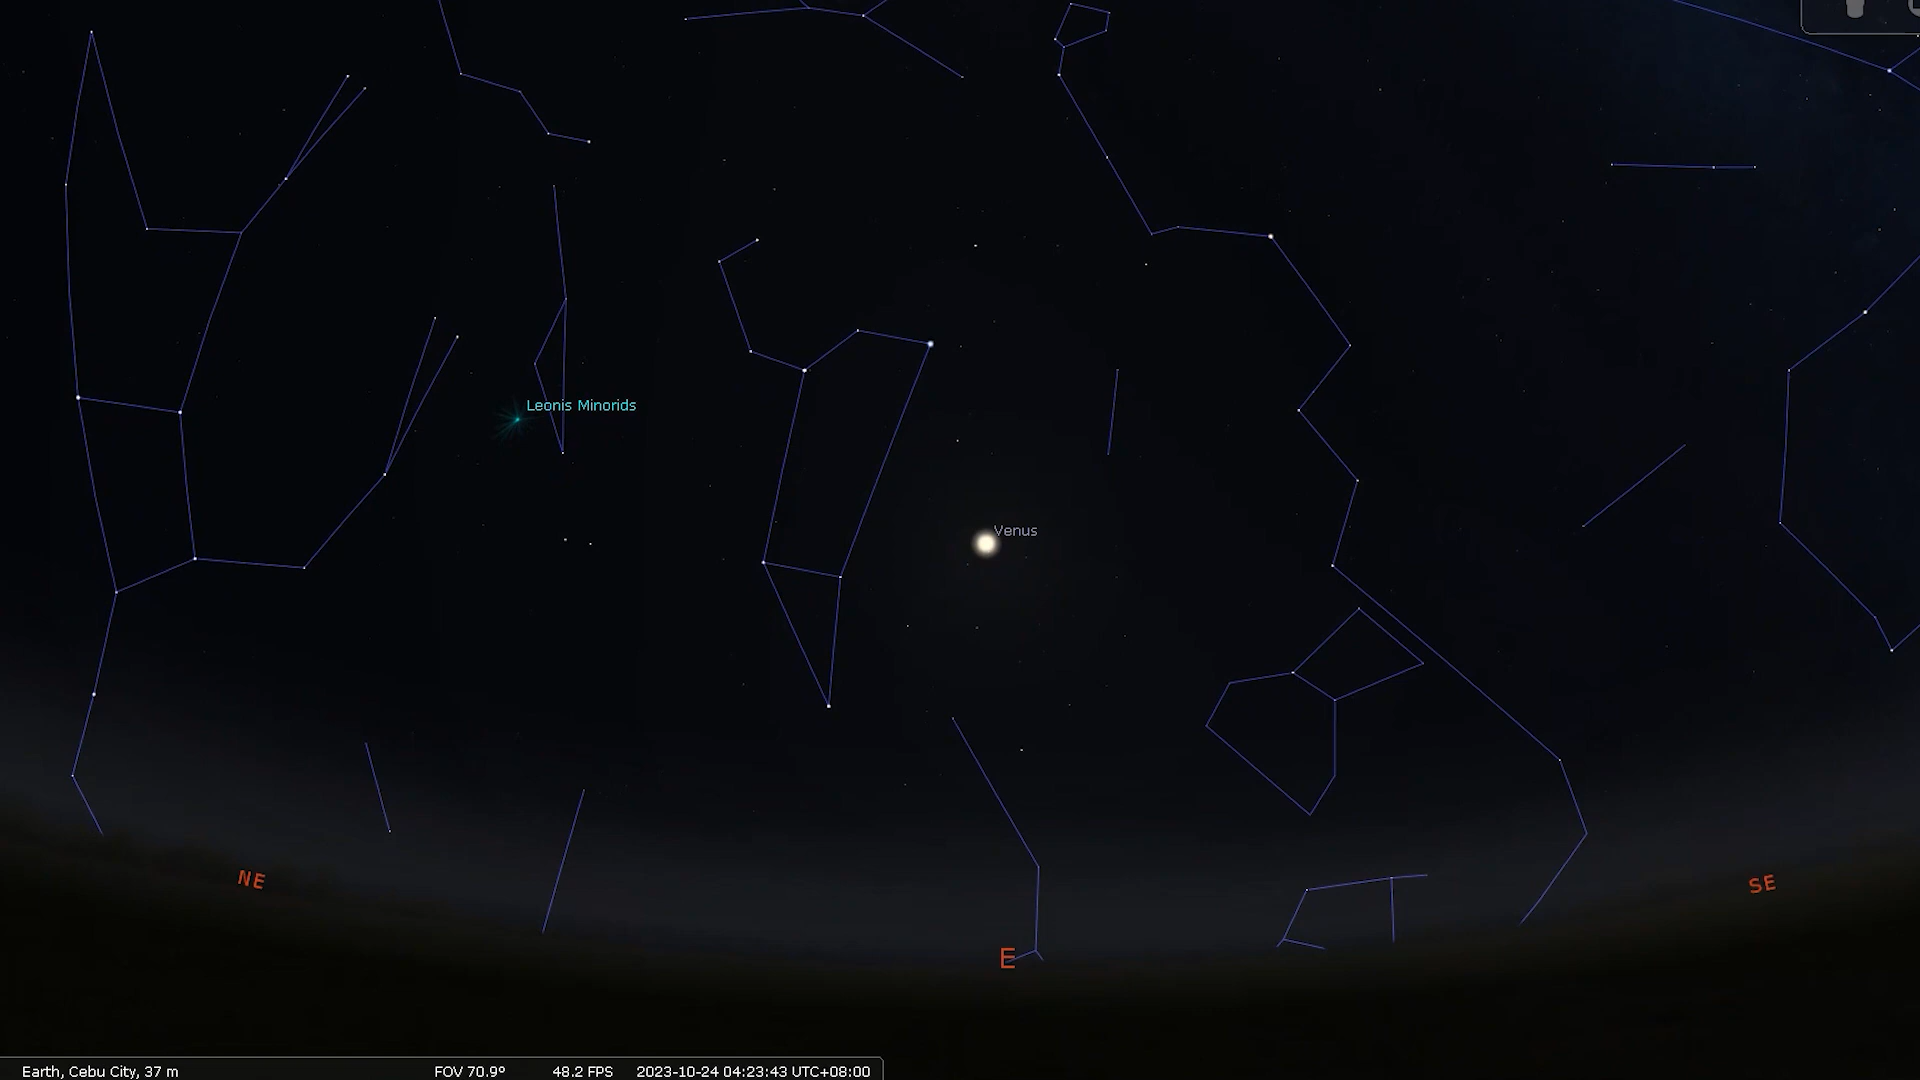 Leonis Minorids
Venus
NE
SE
E
Earth, Cebu City, 37 m
FOV 70.9º
48.2 FPS
2023-10-24 04:23:43 UTC+08:00